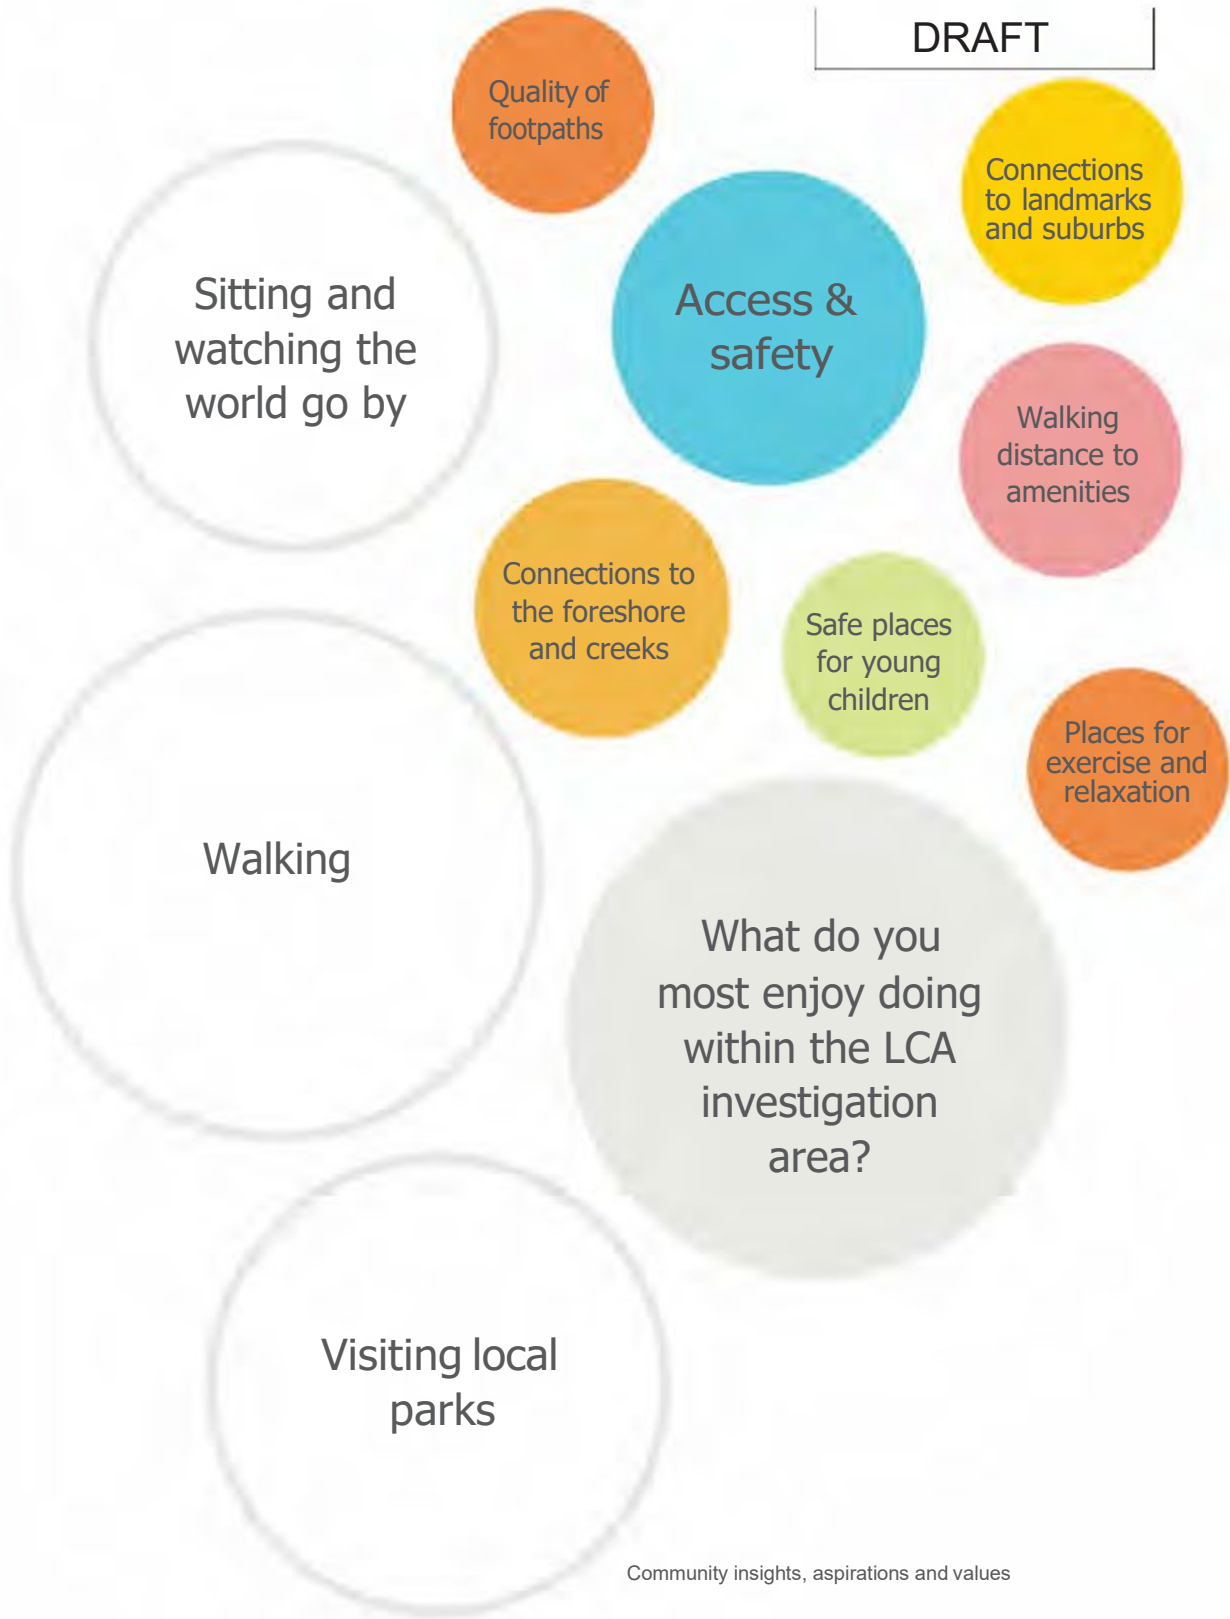 DRAFT
Quality of
footpaths
Connections
to landmarks
and suburbs
Sitting and
watching the
world go by
Access &
safety
Walking
distance to
amenities
Connections to
the foreshore
and creeks
Safe places
for young
children
Places for
exercise and
relaxation
Walking
What do you
most enjoy doing
within the LCA
investigation
area?
Visiting local
parks
Community insights, aspirations and values